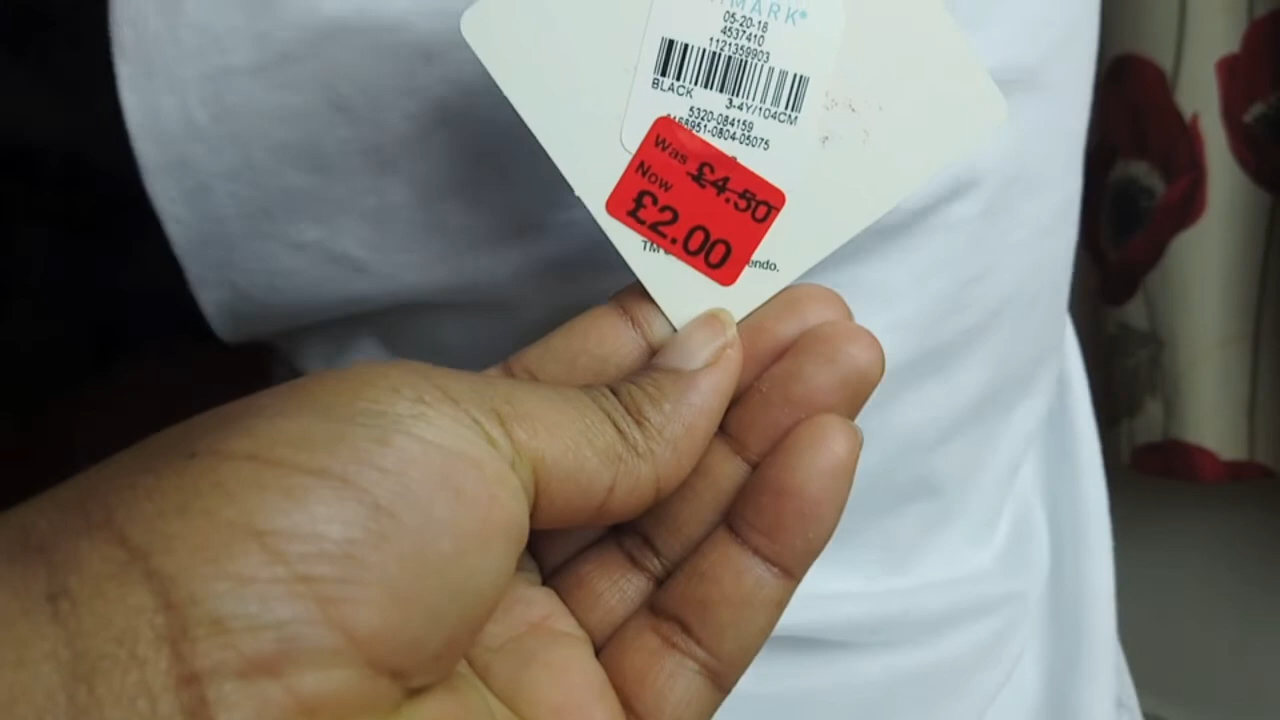 05-20-18
4537410
1121359903
BLACK 3-4Y/104CM
5320-084159
168951-0804-05075
Was £4.50
Now
£2.00
TM
endo.